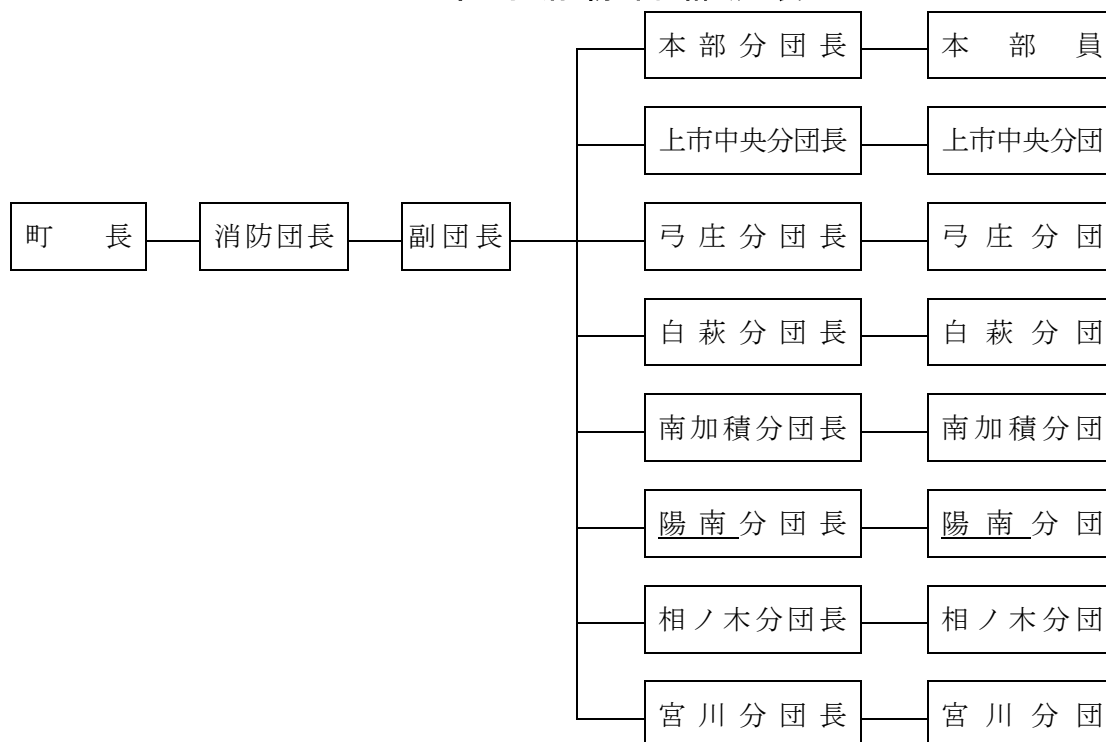 本部分団長 本部員
上市中央分団長 上市中央分団
町長 消防団長 副団長 弓庄分団長 弓庄分団
白萩分団長 白萩分団
南加積分団長 南加積分団
陽南分団長 陽南分団
相ノ木分団長 相ノ木分団
宮川分団長 宮川分団